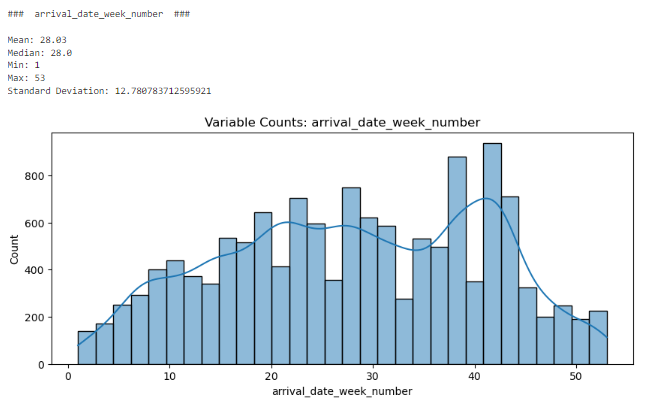 ### arrival_date_week_number ###
Mean: 28.03
Median: 28.0
Min: 1
Max: 53
Standard Deviation: 12.780783712595921
Variable Counts: arrival_date_week_number
800
600
400
200
0
Count
0 10 20 30 40 50
arrival_date_week_number